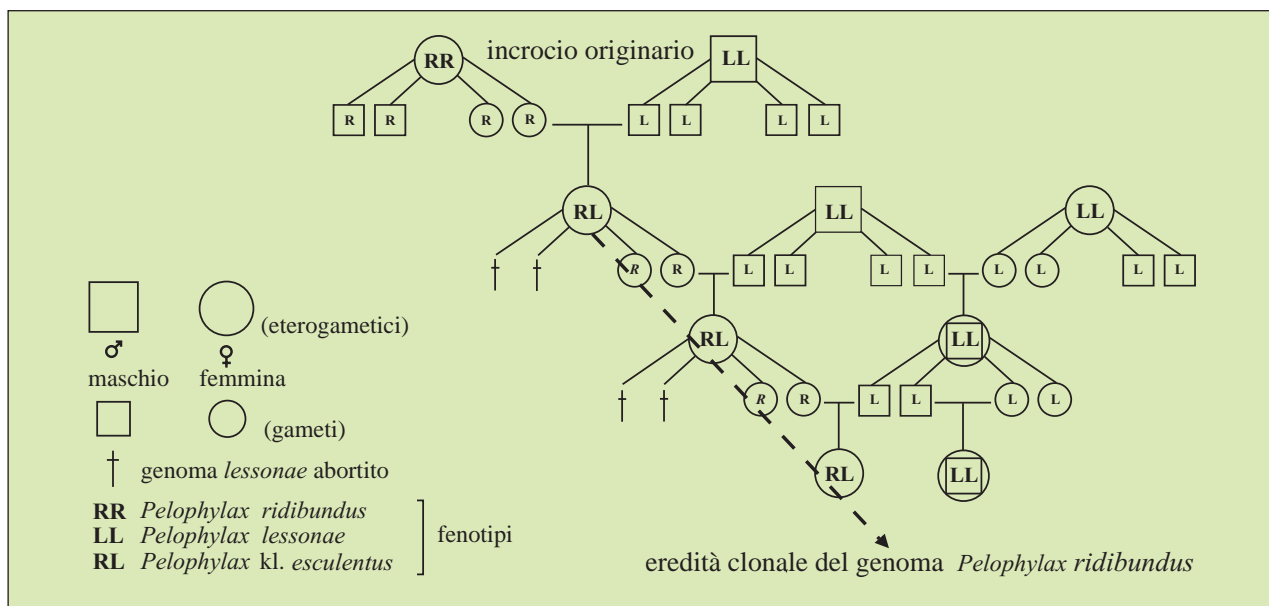 incrocio originario
RR LL
R R R R L L L L
RL LL LL
† † R R L L L L L L L L
RL LL
† † R R L L L L
RL LL
(eterogametici)
♂ ♀
maschio femmina
(gameti)
† genoma lessonae abortito
RR Pelophylax ridibundus
LL Pelophylax lessonae
RL Pelophylax kl. esculentus
fenotipi
eredità clonale del genoma Pelophylax ridibundus